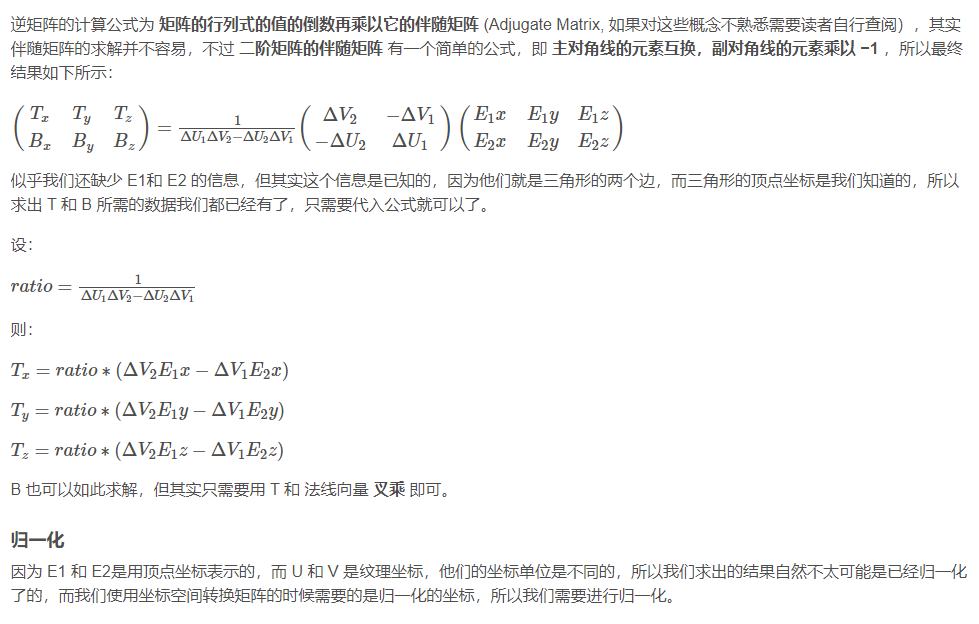 逆矩阵的计算公式为 矩阵的行列式的值的倒数再乘以它的伴随矩阵 (Adjugate Matrix, 如果对这些概念不熟悉需要读者自行查阅) ，其实
伴随矩阵的求解并不容易，不过 二阶矩阵的伴随矩阵 有一个简单的公式，即 主对角线的元素互换，副对角线的元素乘以 −1 ，所以最终
结果如下所示：
\begin{pmatrix} T_x & T_y & T_z \\ B_x & B_y & B_z \end{pmatrix} = \frac{1}{\Delta U_1 \Delta V_2 - \Delta U_2 \Delta V_1} \begin{pmatrix} \Delta V_2 & -\Delta V_1 \\ -\Delta U_2 & \Delta U_1 \end{pmatrix} \begin{pmatrix} E_1x & E_1y & E_1z \\ E_2x & E_2y & E_2z \end{pmatrix}
似乎我们还缺少 E1和 E2 的信息，但其实这个信息是已知的，因为他们就是三角形的两个边，而三角形的顶点坐标是我们知道的，所以
求出 T 和 B 所需的数据我们都已经有了，只需要代入公式就可以了。
设：
ratio = \frac{1}{\Delta U_1 \Delta V_2 - \Delta U_2 \Delta V_1}
则：
T_x = ratio * (ΔV_2E_1x − ΔV_1E_2x)
T_y = ratio * (ΔV_2E_1y − ΔV_1E_2y)
T_z = ratio * (ΔV_2E_1z − ΔV_1E_2z)
B 也可以如此求解，但其实只需要用 T 和 法线向量 叉乘 即可。
归一化
因为 E1 和 E2是用顶点坐标表示的，而 U 和 V 是纹理坐标，他们的坐标单位是不同的，所以我们求出的结果自然不太可能是已经归一化
了的，而我们使用坐标空间转换矩阵的时候需要的是归一化的坐标，所以我们需要进行归一化。